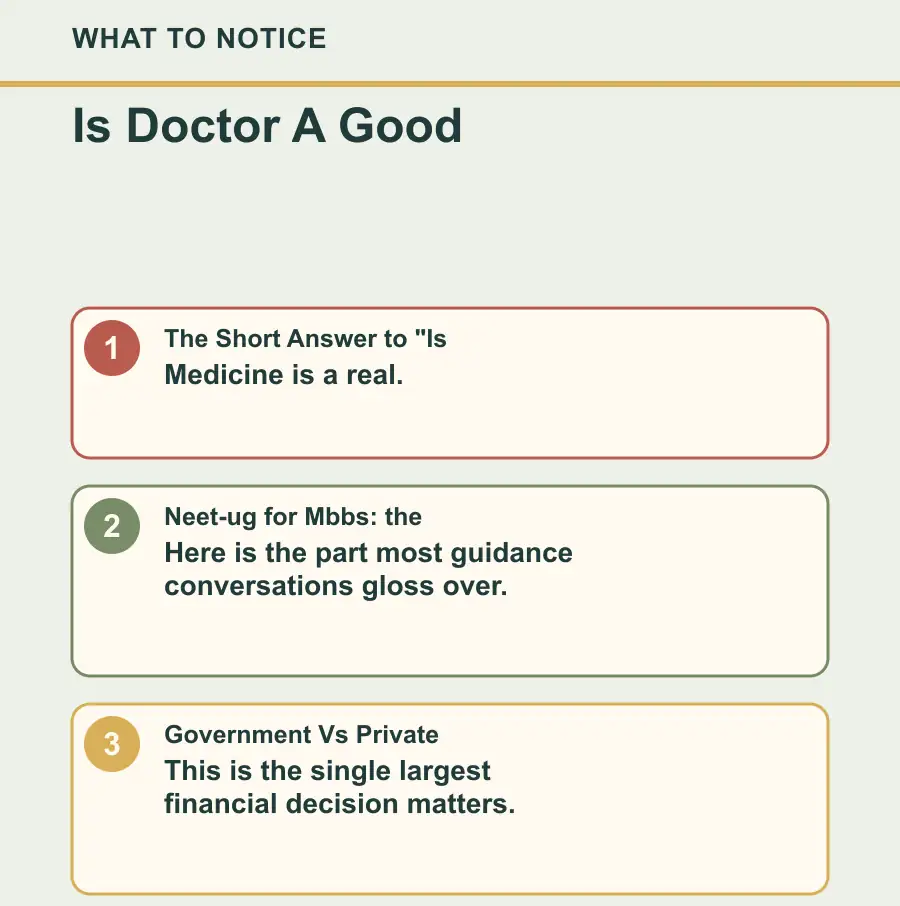 WHAT TO NOTICE
Is Doctor A Good
1
The Short Answer to "Is
Medicine is a real.
2
Neet-ug for Mbbs: the
Here is the part most guidance
conversations gloss over.
3
Government Vs Private
This is the single largest
financial decision matters.